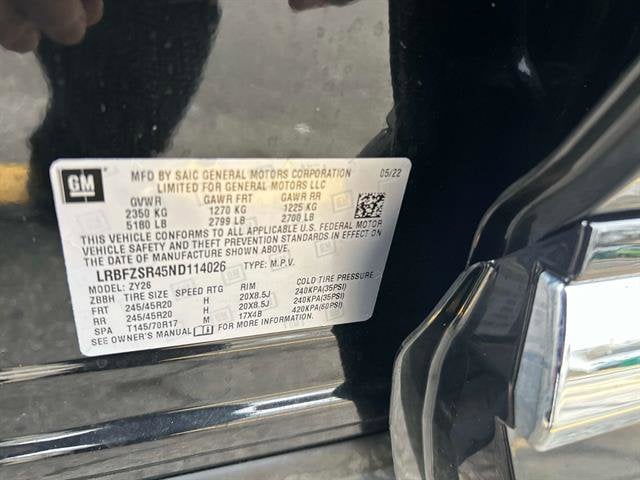 GM
MFD BY SAIC GENERAL MOTORS CORPORATION 05/22
LIMITED FOR GENERAL MOTORS LLC
GVWR GAWR FRT GAWR RR
2350 KG 1270 KG 1225 KG
5180 LB 2799 LB 2700 LB
THIS VEHICLE CONFORMS TO ALL APPLICABLE U.S. FEDERAL MOTOR
VEHICLE SAFETY AND THEFT PREVENTION STANDARDS IN EFFECT ON
THE DATE OF MANUFACTURE SHOWN ABOVE.
LRBFZSR45ND114026 TYPE: M.P.V.
MODEL: ZY26
ZBBH TIRE SIZE SPEED RTG RIM COLD TIRE PRESSURE
FRT 245/45R20 H 20X8.5J 240KPA(35PSI)
RR 245/45R20 H 20X8.5J 240KPA(35PSI)
SPA T145/70R17 M 17X4B 420KPA(60PSI)
SEE OWNER'S MANUAL FOR MORE INFORMATION